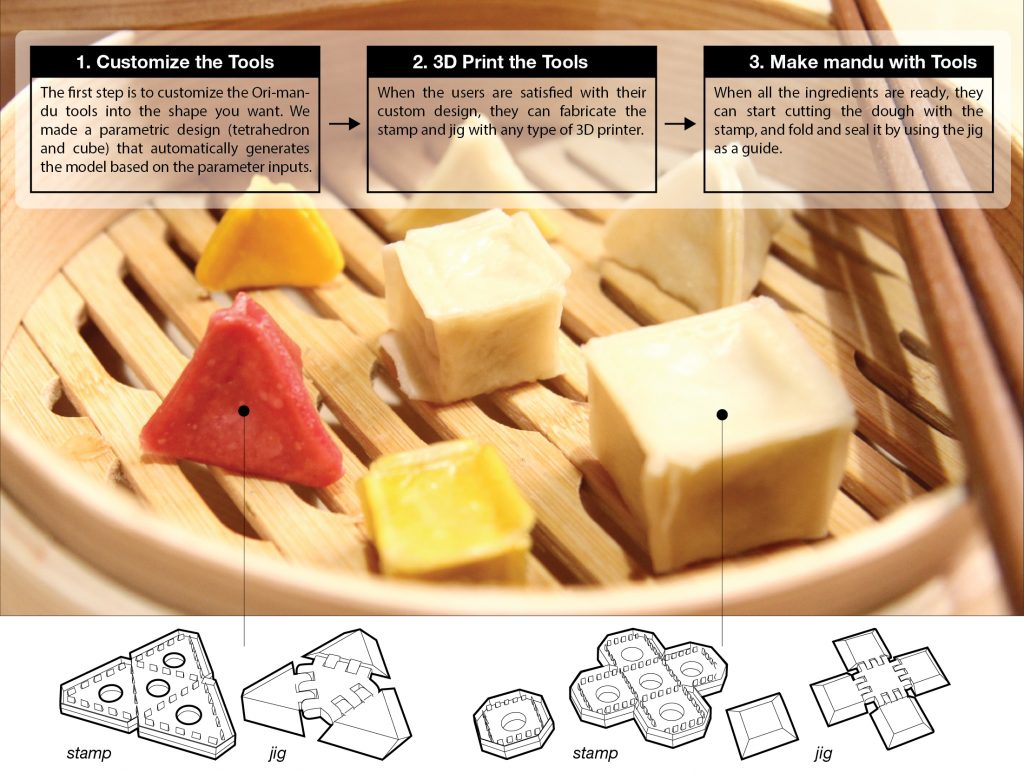 1. Customize the Tools
The first step is to customize the Ori-man-
du tools into the shape you want. We
made a parametric design (tetrahedron
and cube) that automatically generates
the model based on the parameter inputs.
2. 3D Print the Tools
When the users are satisfied with their
custom design, they can fabricate the
stamp and jig with any type of 3D printer.
3. Make mandu with Tools
When all the ingredients are ready, they
can start cutting the dough with the
stamp, and fold and seal it by using the jig
as a guide.
stamp
jig
stamp
jig